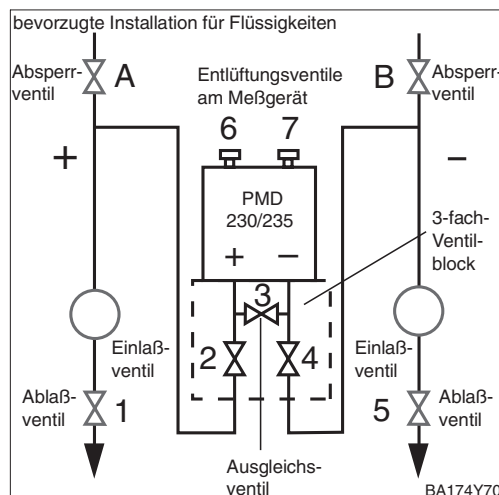 bevorzugte Installation für Flüssigkeiten
Absperr-
ventil
A
Entlüftungsventile
am Meßgerät
B
Absperr-
ventil
6
7
+
−
PMD
230/235
+
−
3-fach-
Ventil-
block
3
2
4
Einlaß-
ventil
Einlaß-
ventil
Ablaß-
ventil
1
5
Ablaß-
ventil
Ausgleichs-
ventil
BA174Y70